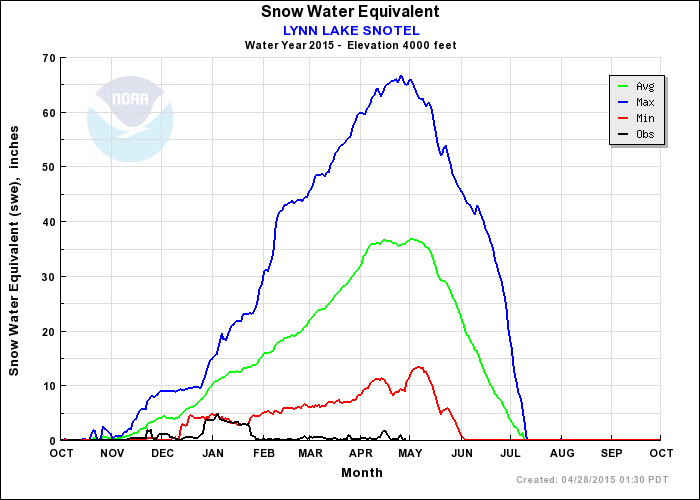 Snow Water Equivalent
LYNN LAKE SNOTEL
Water Year 2015 - Elevation 4000 feet
NOAA
Snow Water Equivalent (swe), inches
70
60
50
40
30
20
10
0
Avg
Max
Min
Obs
OCT NOV DEC JAN FEB MAR APR MAY JUN JUL AUG SEP OCT
Month
Created: 04/28/2015 01:30 PDT